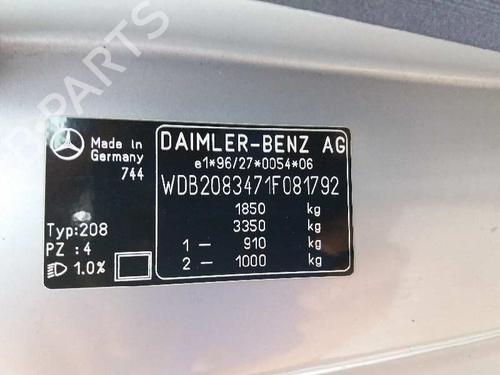 Made In
Germany
744
Typ:208
PZ :4
1.0%
DAIMLER-BENZ AG
e1*96/27*0054*06
WDB2083471F081792
1850 kg
3350 kg
1 — 910 kg
2 — 1000 kg
B-PARTS